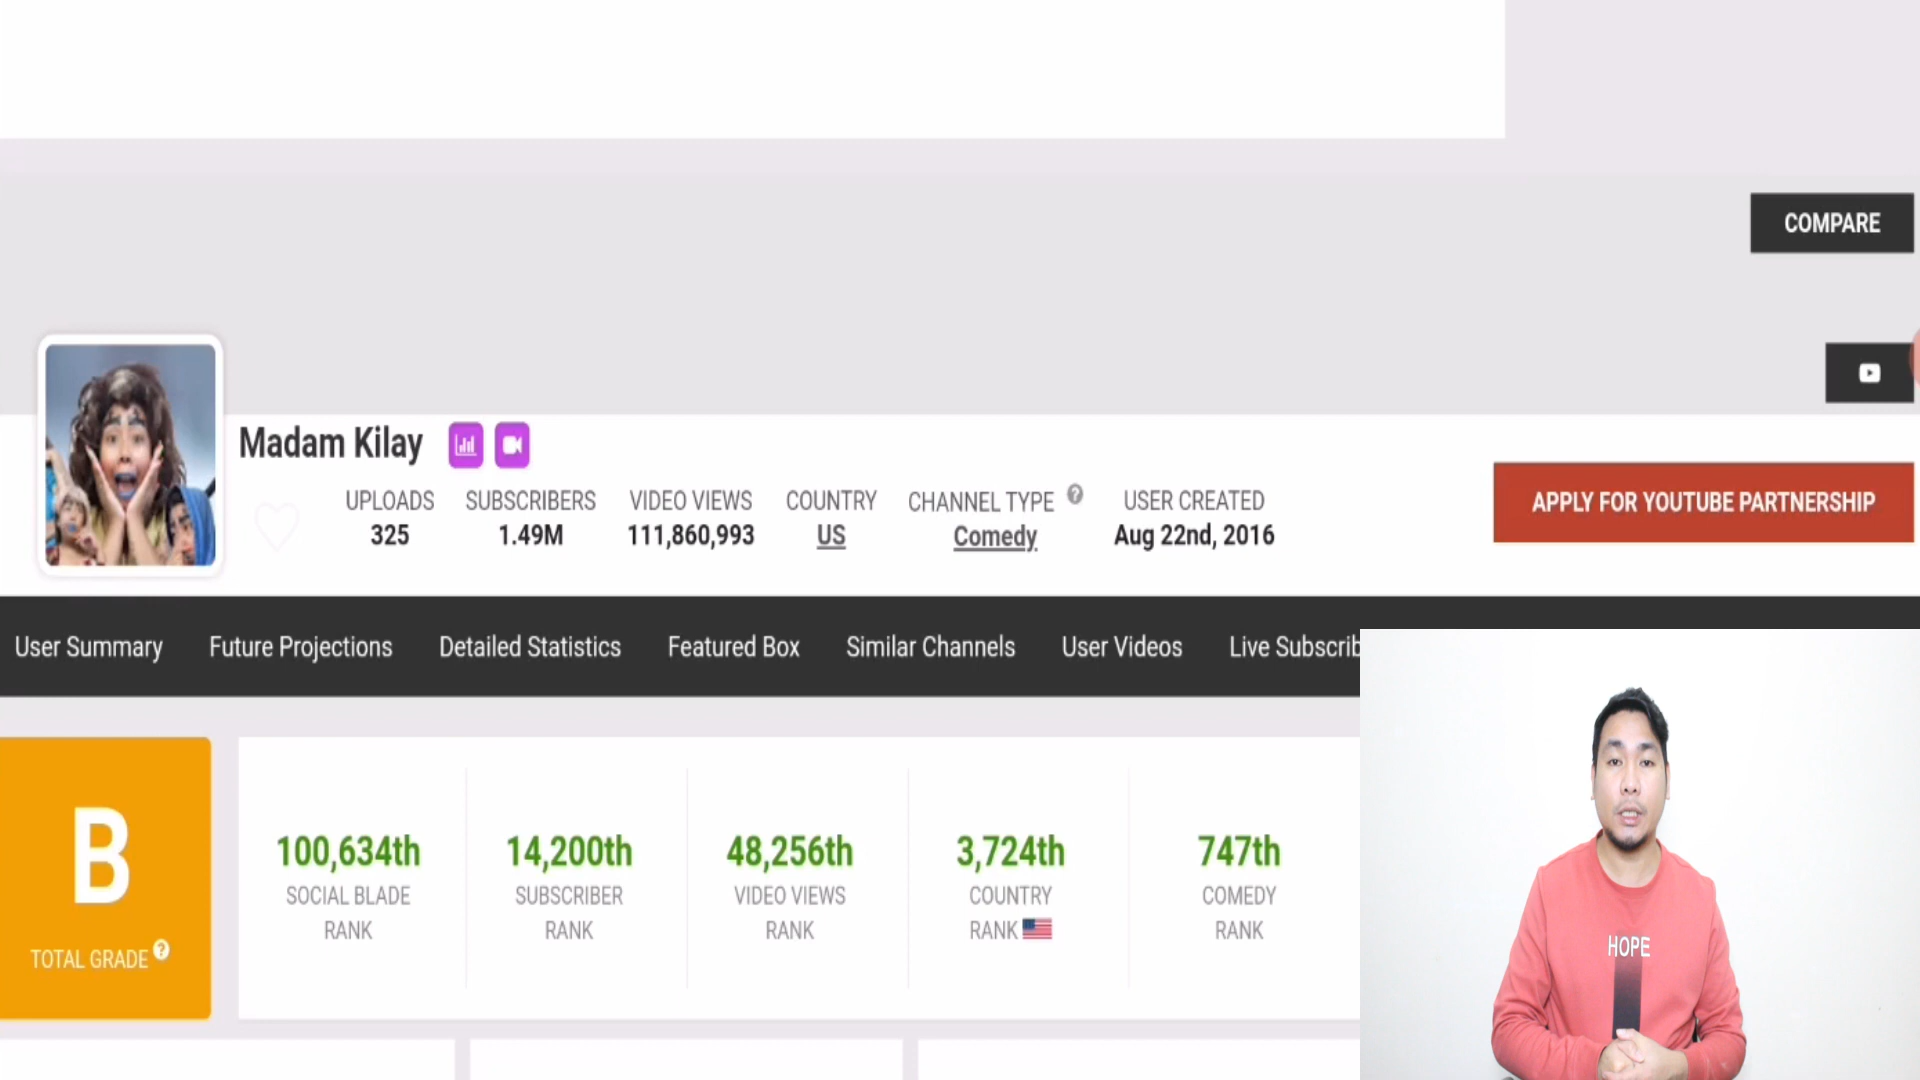 COMPARE
Madam Kilay
UPLOADS SUBSCRIBERS VIDEO VIEWS COUNTRY CHANNEL TYPE ? USER CREATED
325 1.49M 111,860,993 US Comedy Aug 22nd, 2016
APPLY FOR YOUTUBE PARTNERSHIP
User Summary Future Projections Detailed Statistics Featured Box Similar Channels User Videos Live Subscrib
B
TOTAL GRADE ?
100,634th 14,200th 48,256th 3,724th 747th
SOCIAL BLADE SUBSCRIBER VIDEO VIEWS COUNTRY COMEDY
RANK RANK RANK RANK RANK
HOPE